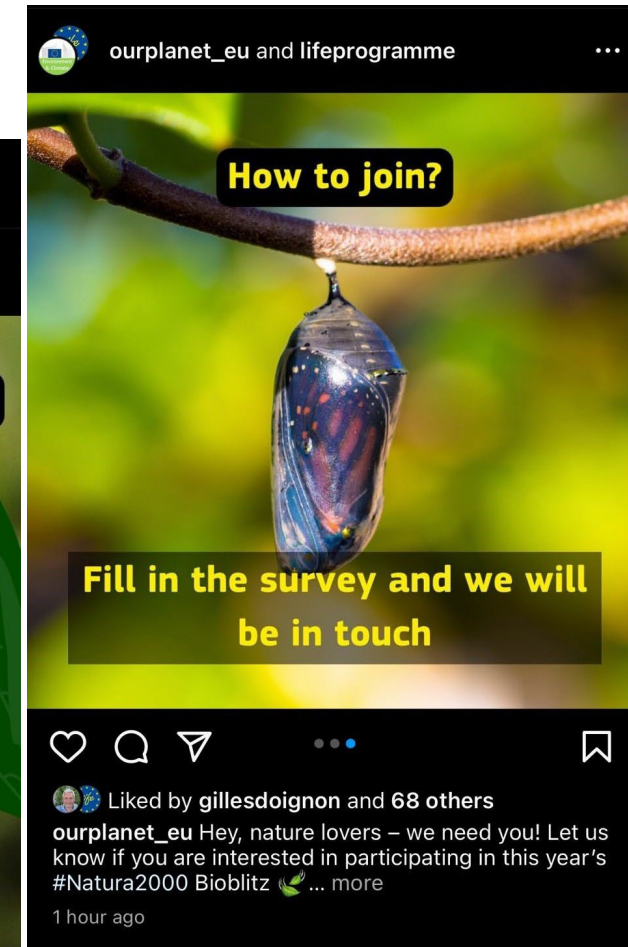 ourplanet_eu and lifeprogramme
How to join?
Fill in the survey and we will
be in touch
Liked by gillesdoignon and 68 others
ourplanet_eu Hey, nature lovers – we need you! Let us
know if you are interested in participating in this year's
#Natura2000 Bioblitz 🌿... more
1 hour ago